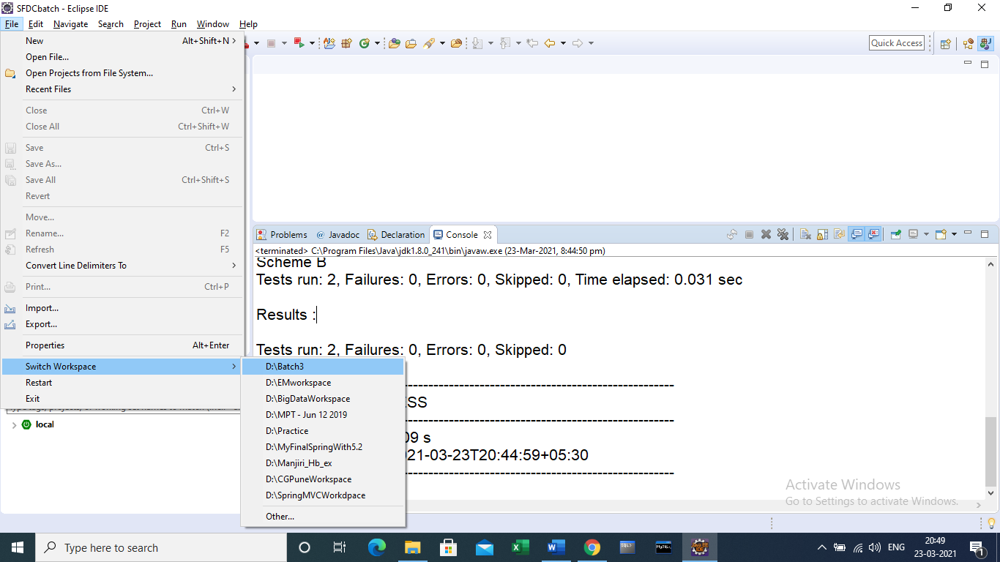 SFDCbatch - Eclipse IDE
File Edit Navigate Search Project Run Window Help
Quick Access
New Alt+Shift+N
Open File...
Open Projects from File System...
Recent Files
Close Ctrl+W
Close All Ctrl+Shift+W
Save Ctrl+S
Save As...
Save All Ctrl+Shift+S
Revert
Move...
Rename... F2
Refresh F5
Convert Line Delimiters To
Print... Ctrl+P
Import...
Export...
Properties Alt+Enter
Switch Workspace
Restart
Exit
D:\Batch3
D:\EMworkspace
D:\BigDataWorkspace
D:\MPT - Jun 12 2019
D:\Practice
D:\MyFinalSpringWith5.2
D:\Manjiri_Hb_ex
D:\CGPuneWorkspace
D:\SpringMVCWorkdpace
Other...
local
Problems @ Javadoc Declaration Console
<terminated> C:\Program Files\Java\jdk1.8.0_241\bin\javaw.exe (23-Mar-2021, 8:44:50 pm)
Scheme B
Tests run: 2, Failures: 0, Errors: 0, Skipped: 0, Time elapsed: 0.031 sec
Results :
Tests run: 2, Failures: 0, Errors: 0, Skipped: 0
SS
09 s
21-03-23T20:44:59+05:30
Activate Windows
Go to Settings to activate Windows.
Type here to search
ENG
20:49
23-03-2021
1